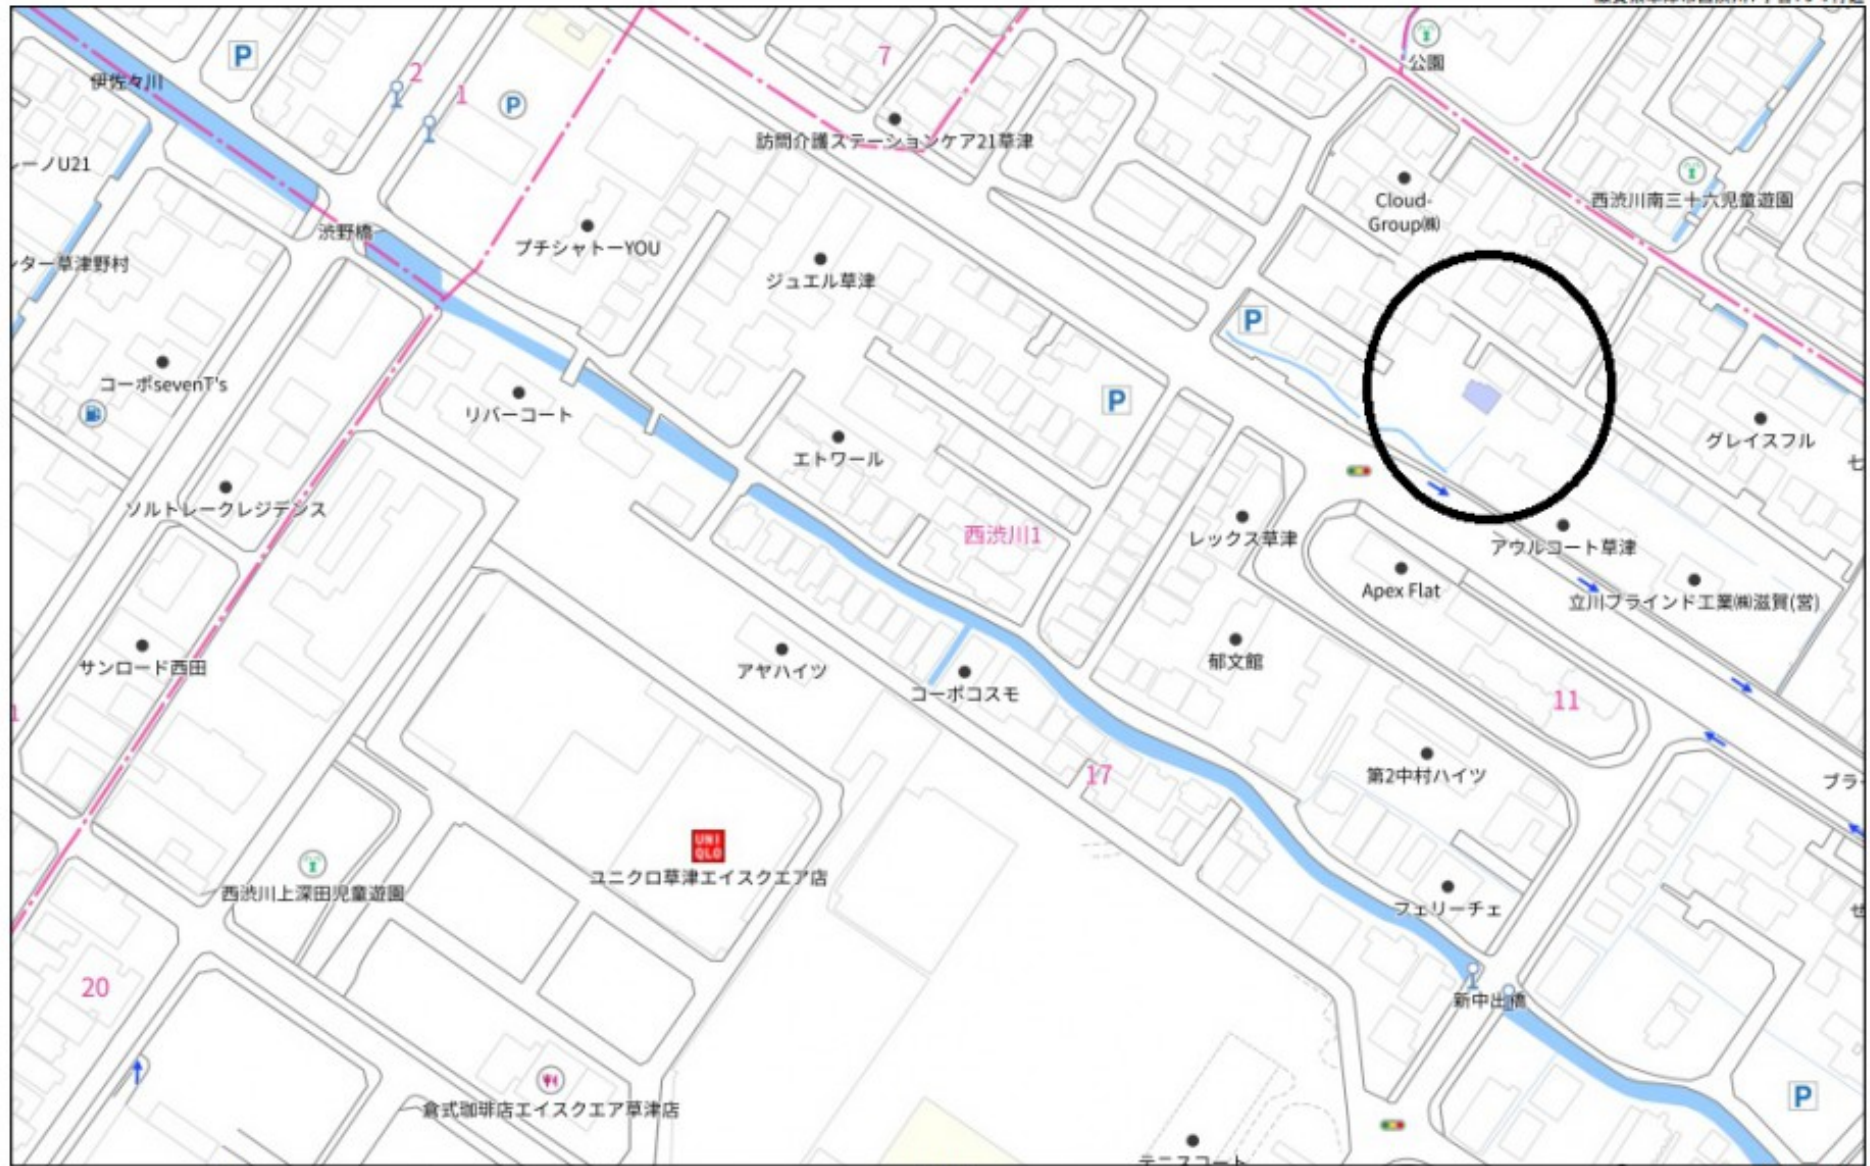 伊佐々川
P
2
1
P
7
公園
訪問介護ステーションケア21草津
ーノU21
Cloud-
Group㈱
西渋川南三十六児童遊園
渋野橋
プチシャトーYOU
ター草津野村
ジュエル草津
P
コーポsevenT's
リバーコート
P
グレイスフル
エトワール
七
ソルトレークレジデンス
西渋川1
レックス草津
アウルコート草津
Apex Flat
立川ブラインド工業㈱滋賀(営)
サンロード西田
アヤハイツ
郁文館
コーポコスモ
1
11
17
第2中村ハイツ
ブラ
UNI
QLO
ユニクロ草津エイスクエア店
西渋川上深田児童遊園
フェリーチェ
せ
20
新中出橋
P
倉式珈琲店エイスクエア草津店
テニスコート